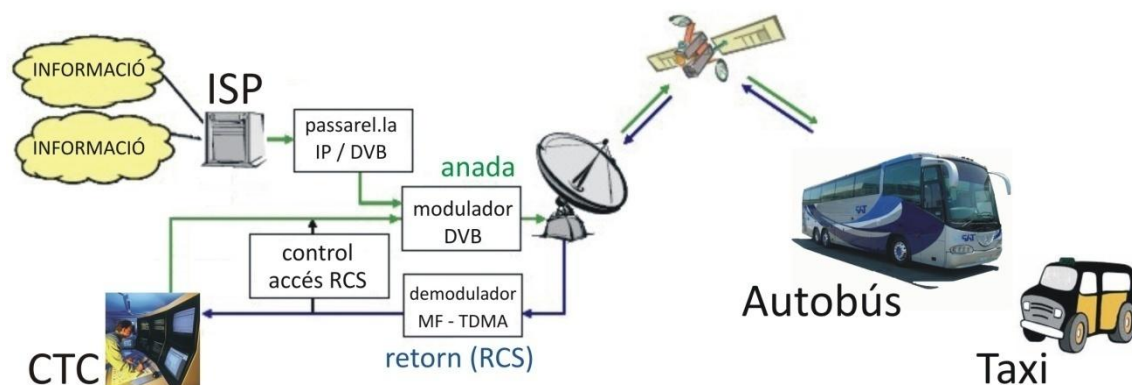 INFORMACIÓ
ISP
INFORMACIÓ
passarel.la
IP / DVB
anada
modulador
DVB
control
accés RCS
demodulador
MF - TDMA
retorn (RCS)
CTC
Autobús
Taxi